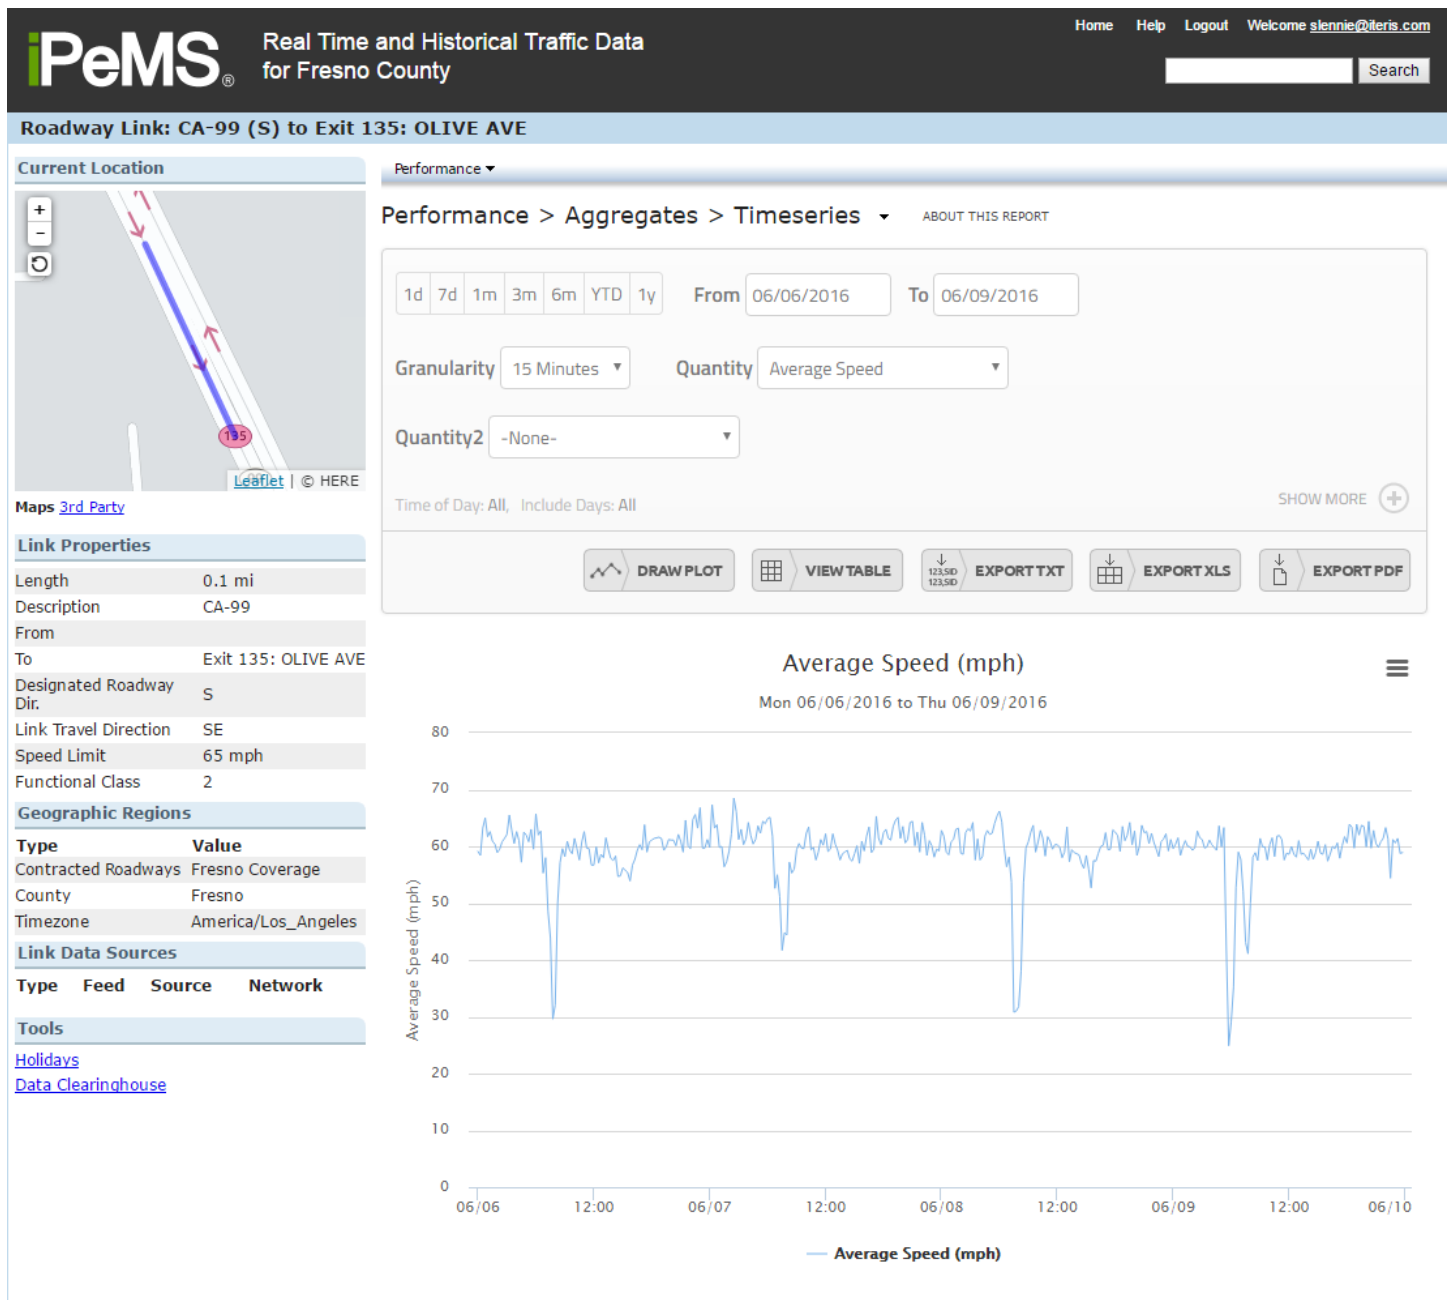 Home Help Logout Welcome slennie@iteris.com
iPeMS® Real Time and Historical Traffic Data
for Fresno County
Search
Roadway Link: CA-99 (S) to Exit 135: OLIVE AVE
Current Location
+
-
135
Leaflet | © HERE
Maps 3rd Party
Link Properties
Length 0.1 mi
Description CA-99
From
To Exit 135: OLIVE AVE
Designated Roadway
Dir. S
Link Travel Direction SE
Speed Limit 65 mph
Functional Class 2
Geographic Regions
Type Value
Contracted Roadways Fresno Coverage
County Fresno
Timezone America/Los_Angeles
Link Data Sources
Type Feed Source Network
Tools
Holidays
Data Clearinghouse
Performance
Performance > Aggregates > Timeseries ABOUT THIS REPORT
1d 7d 1m 3m 6m YTD 1y From 06/06/2016 To 06/09/2016
Granularity 15 Minutes Quantity Average Speed
Quantity2 -None-
Time of Day: All, Include Days: All SHOW MORE
DRAW PLOT VIEW TABLE 123,SID
123,SID EXPORT TXT EXPORT XLS EXPORT PDF
Average Speed (mph)
Mon 06/06/2016 to Thu 06/09/2016
80
70
60
50
40
30
20
10
0
Average Speed (mph)
06/06 12:00 06/07 12:00 06/08 12:00 06/09 12:00 06/10
Average Speed (mph)